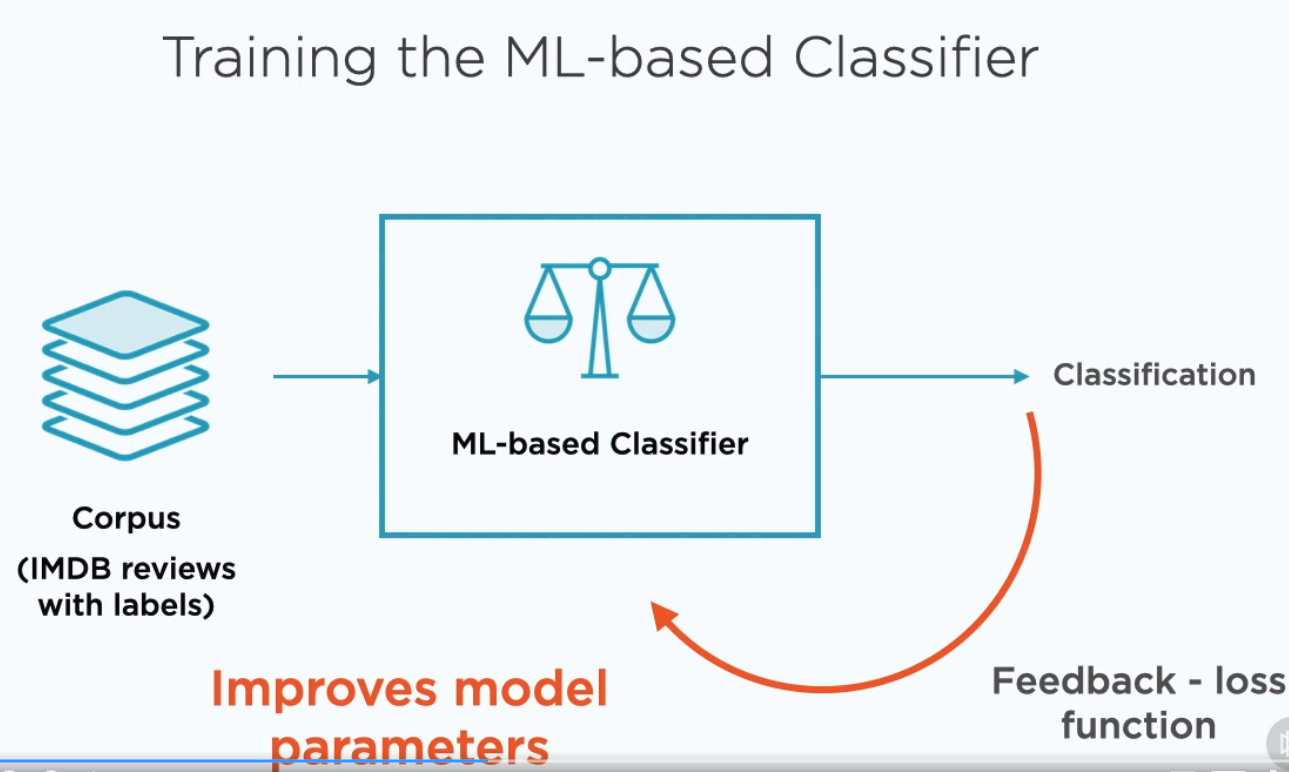 Training the ML-based Classifier
Classification
ML-based Classifier
Corpus
(IMDB reviews
with labels)
Improves model
parameters
Feedback - loss
function